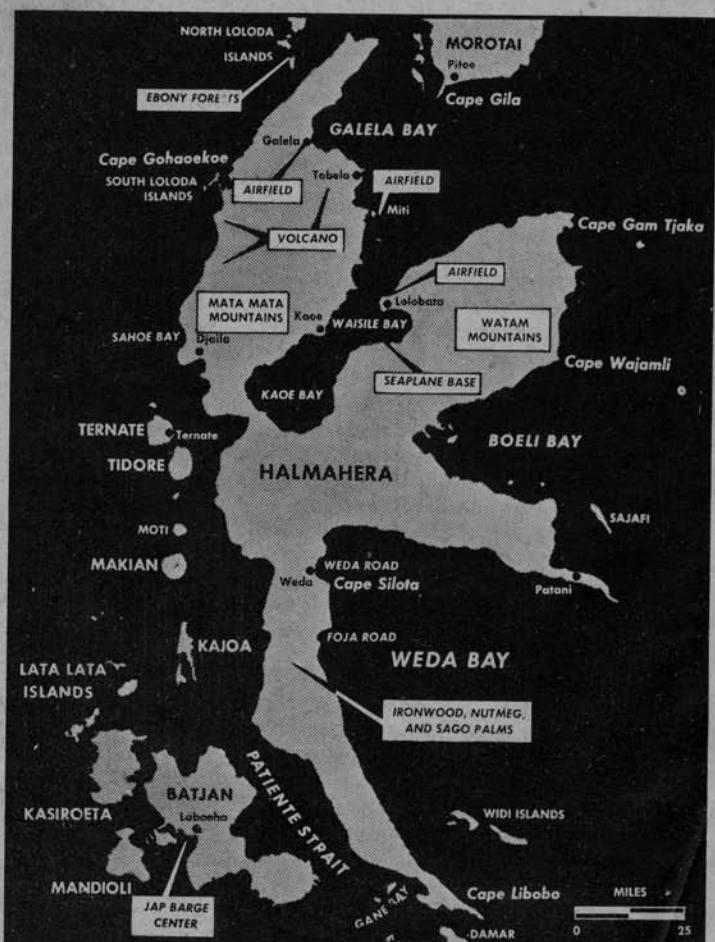 NORTH LOLODA
ISLANDS
MOROTAI
Pitoe
Cape Gila
EBONY FORESTS
GALELA BAY
Galela
Cape Gohaoekoe
SOUTH LOLODA
ISLANDS
AIRFIELD
Tobelo
AIRFIELD
Miti
Cape Gam Tjaka
VOLCANO
AIRFIELD
Lolobata
MATA MATA
MOUNTAINS
Kaoe
WAISILE BAY
WATAM
MOUNTAINS
SAHOE BAY
Djailo
SEAPLANE BASE
Cape Wajamli
KAOE BAY
TERNATE
Ternate
BOELI BAY
TIDORE
HALMAHERA
SAJAFI
MOTI
MAKIAN
WEDA ROAD
Weda
Cape Silota
Patani
KAJOA
FOJA ROAD
WEDA BAY
LATA LATA
ISLANDS
IRONWOOD, NUTMEG,
AND SAGO PALMS
PATIENTE STRAIT
BATJAN
KASIROETA
Laboeha
WIDI ISLANDS
MANDIOLI
JAP BARGE
CENTER
GANE BAY
Cape Libobo
MILES
DAMAR
0 25